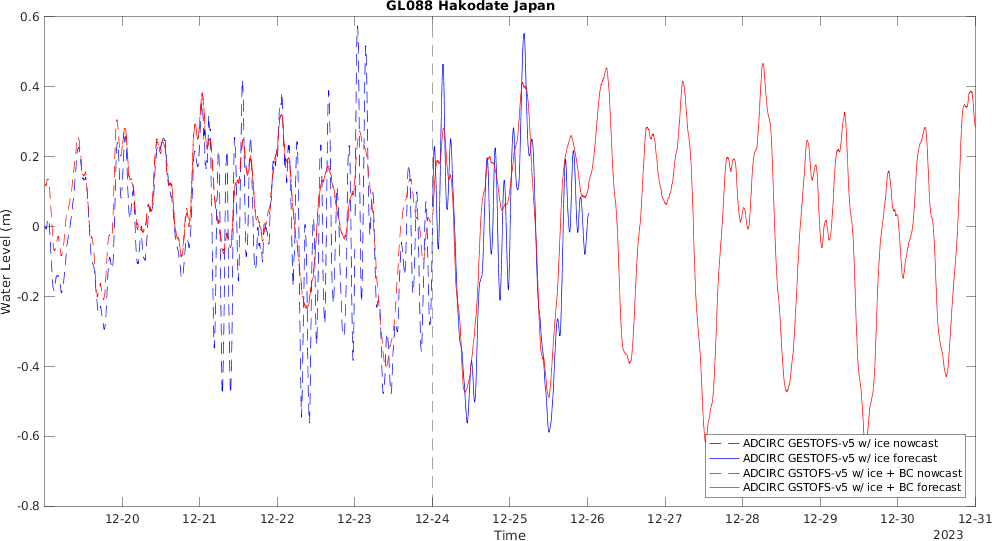 GL088 Hakodate Japan
Water Level (m)
0.6
0.4
0.2
0
-0.2
-0.4
-0.6
-0.8
ADCIRC GESTOFS-v5 w/ ice nowcast
ADCIRC GESTOFS-v5 w/ ice forecast
ADCIRC GSTOFS-v5 w/ ice + BC nowcast
ADCIRC GSTOFS-v5 w/ ice + BC forecast
12-20 12-21 12-22 12-23 12-24 12-25 12-26 12-27 12-28 12-29 12-30 12-31
Time
2023